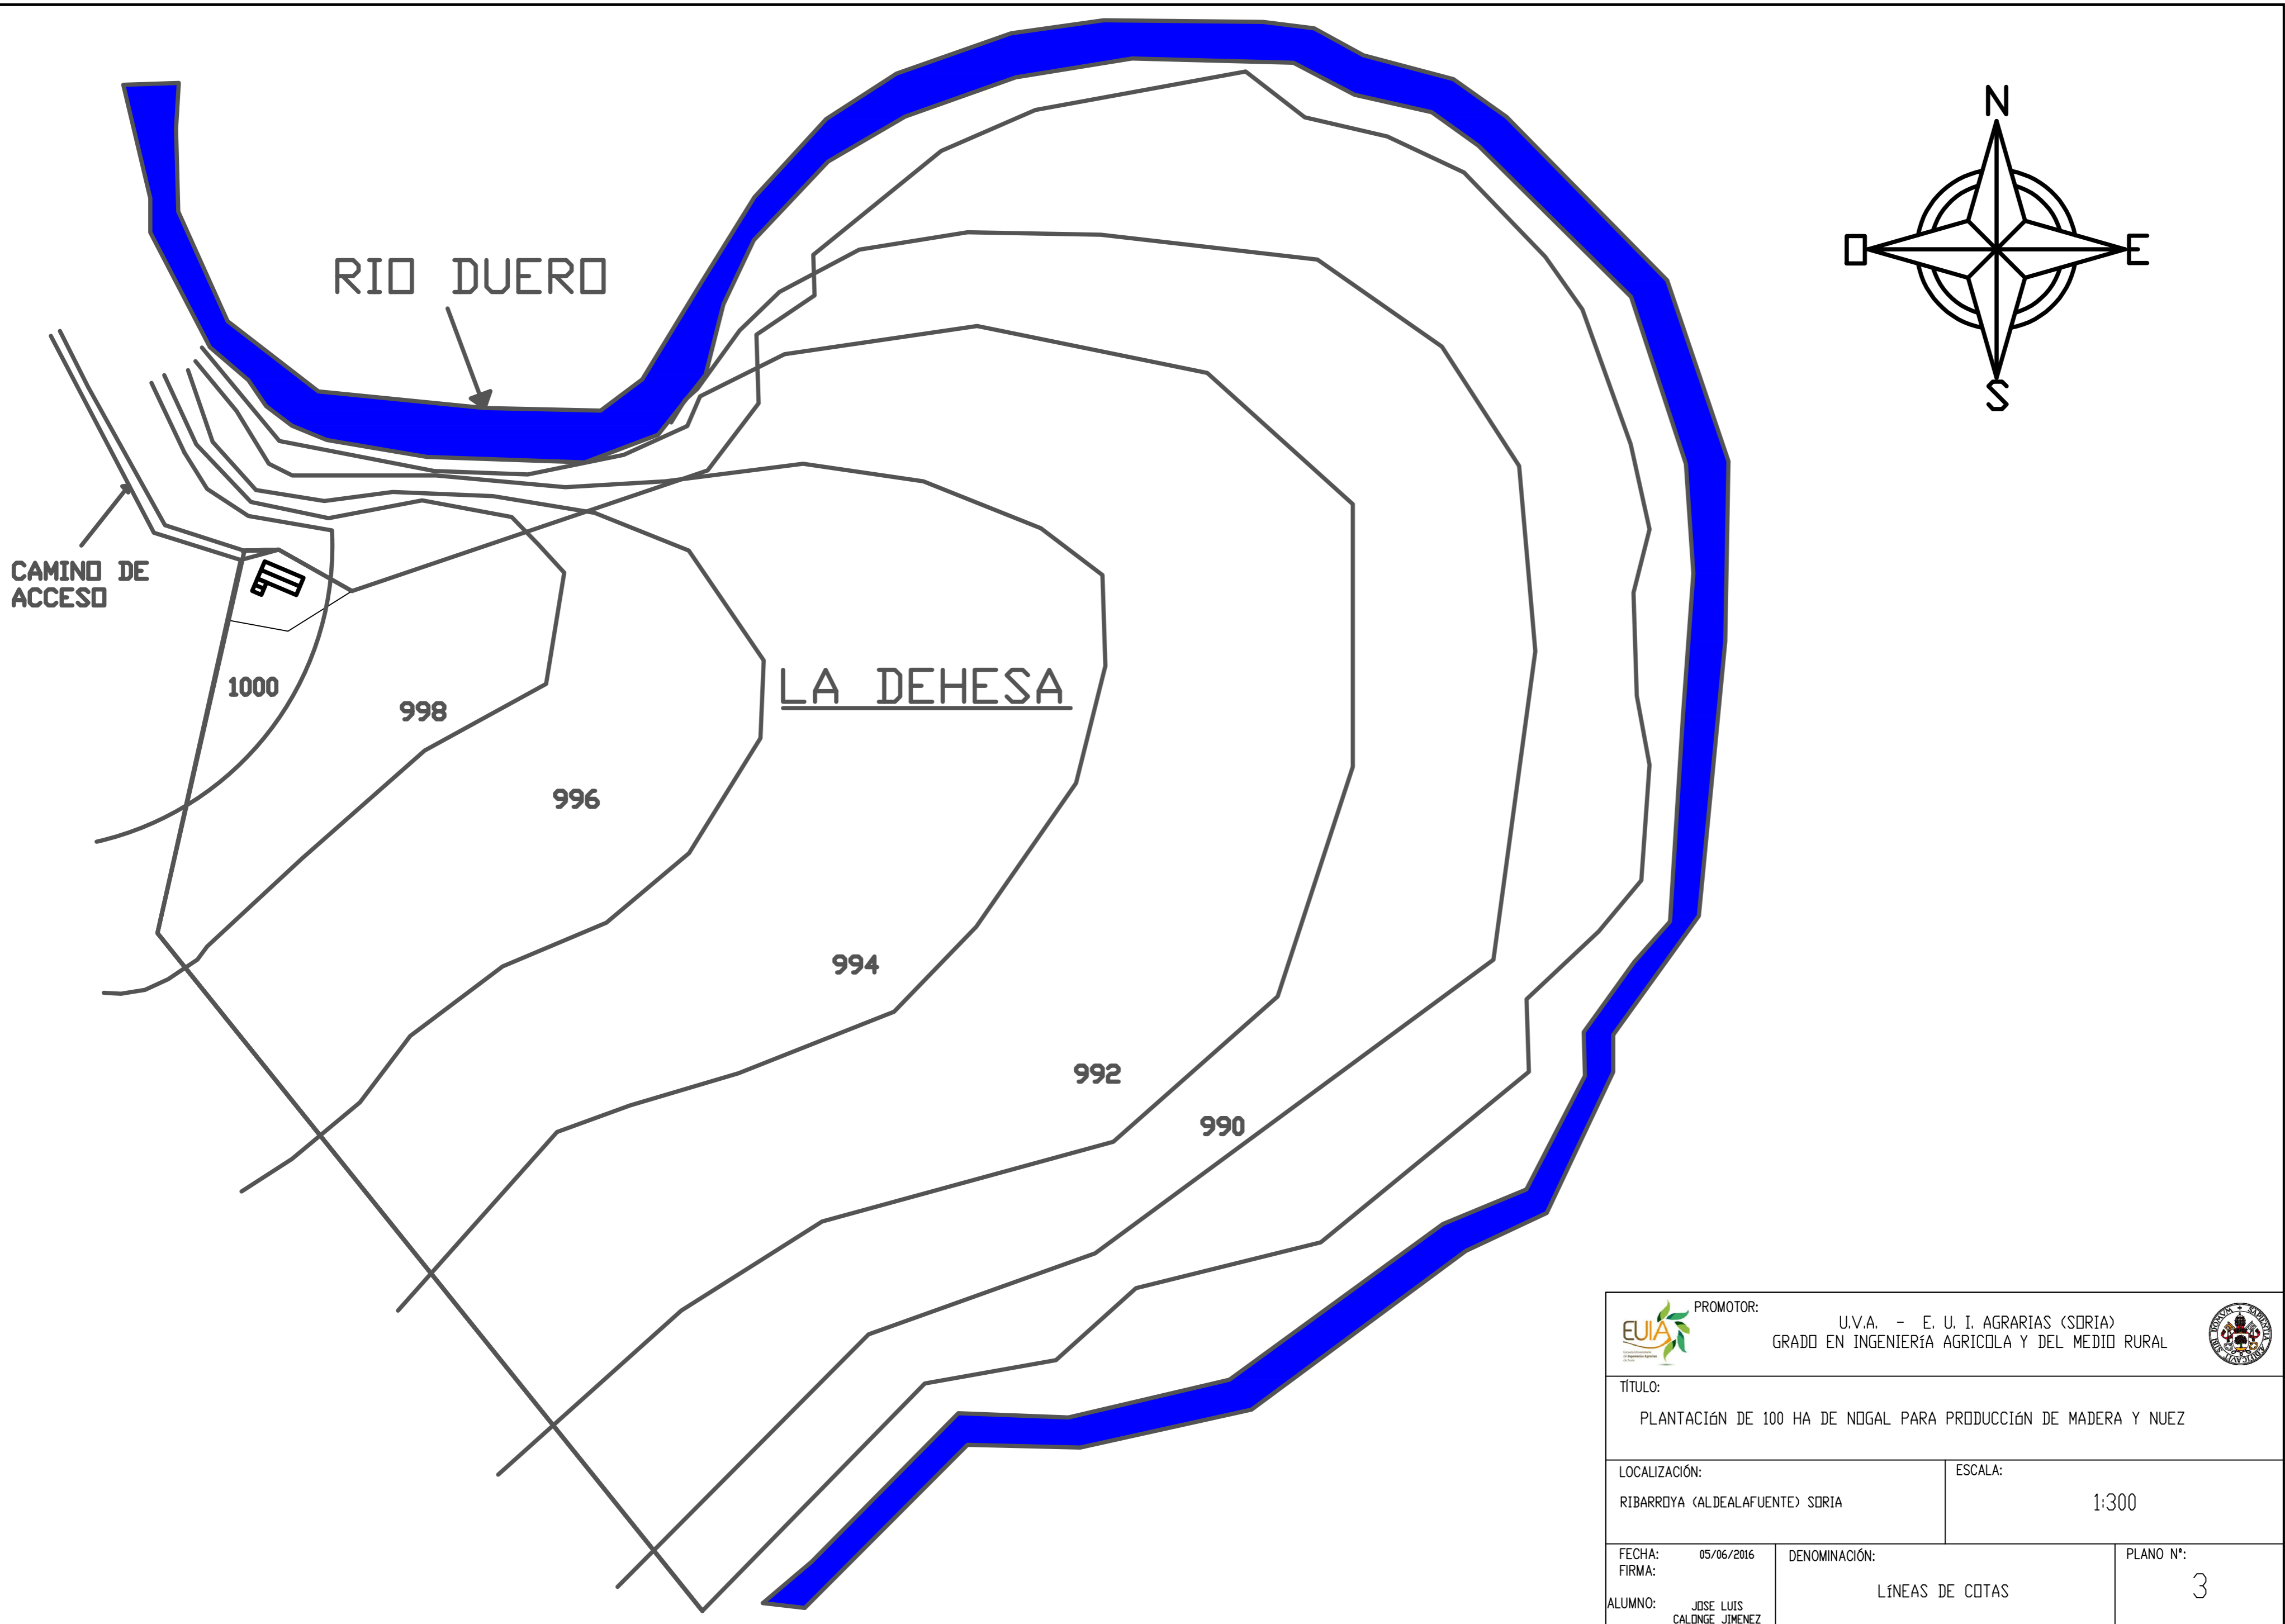 N
O
E
S
RIO DUERO
CAMINO DE
ACCESO
LA DEHESA
1000
998
996
994
992
990
EUIA
PROMOTOR:
U.V.A. - E. U. I. AGRARIAS (SORIA)
GRADO EN INGENIERíA AGRICOLA Y DEL MEDIO RURAL
TÍTULO:
PLANTACIóN DE 100 HA DE NOGAL PARA PRODUCCIóN DE MADERA Y NUEZ
LOCALIZACIÓN:
RIBARROYA (ALDEALAFUENTE) SORIA
ESCALA:
1:300
FECHA: 05/06/2016
FIRMA:
ALUMNO: JOSE LUIS
CALONGE JIMENEZ
DENOMINACIÓN:
LíNEAS DE COTAS
PLANO Nº:
3